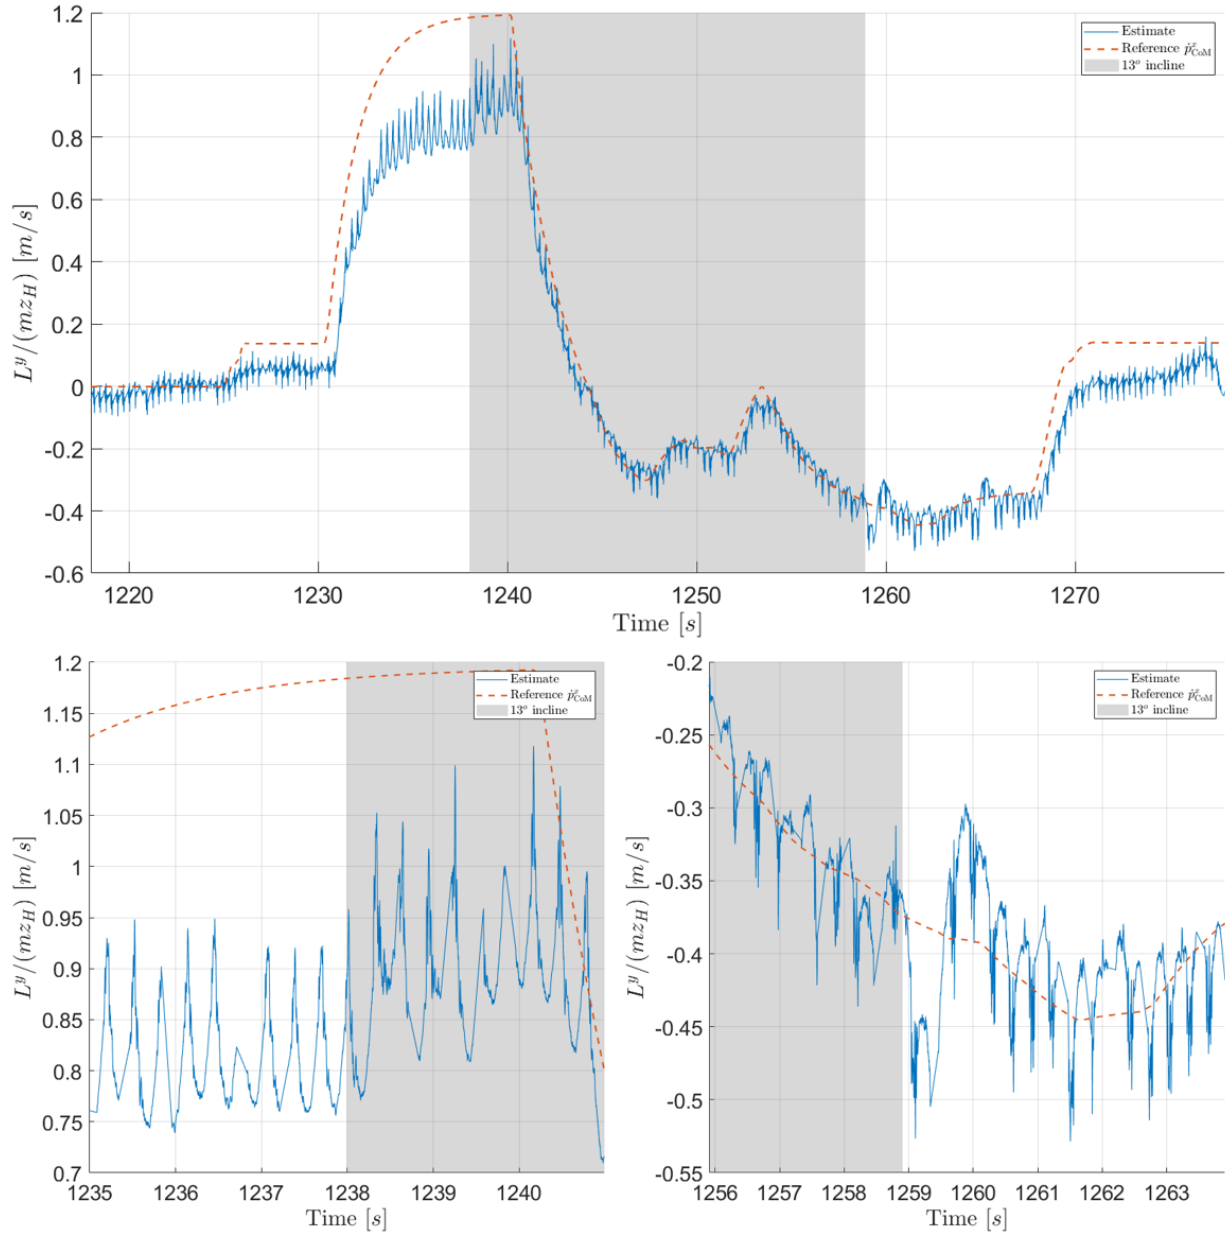 1.2
1
0.8
0.6
0.4
0.2
0
-0.2
-0.4
-0.6
L^y/(mz_H) [m/s]
1220 1230 1240 1250 1260 1270
Time [s]
Estimate
Reference ṗ^x_CoM
13° incline
1.2
1.15
1.1
1.05
1
0.95
0.9
0.85
0.8
0.75
0.7
L^y/(mz_H) [m/s]
1235 1236 1237 1238 1239 1240
Time [s]
Estimate
Reference ṗ^x_CoM
13° incline
-0.2
-0.25
-0.3
-0.35
-0.4
-0.45
-0.5
-0.55
L^y/(mz_H) [m/s]
1256 1257 1258 1259 1260 1261 1262 1263
Time [s]
Estimate
Reference ṗ^x_CoM
13° incline